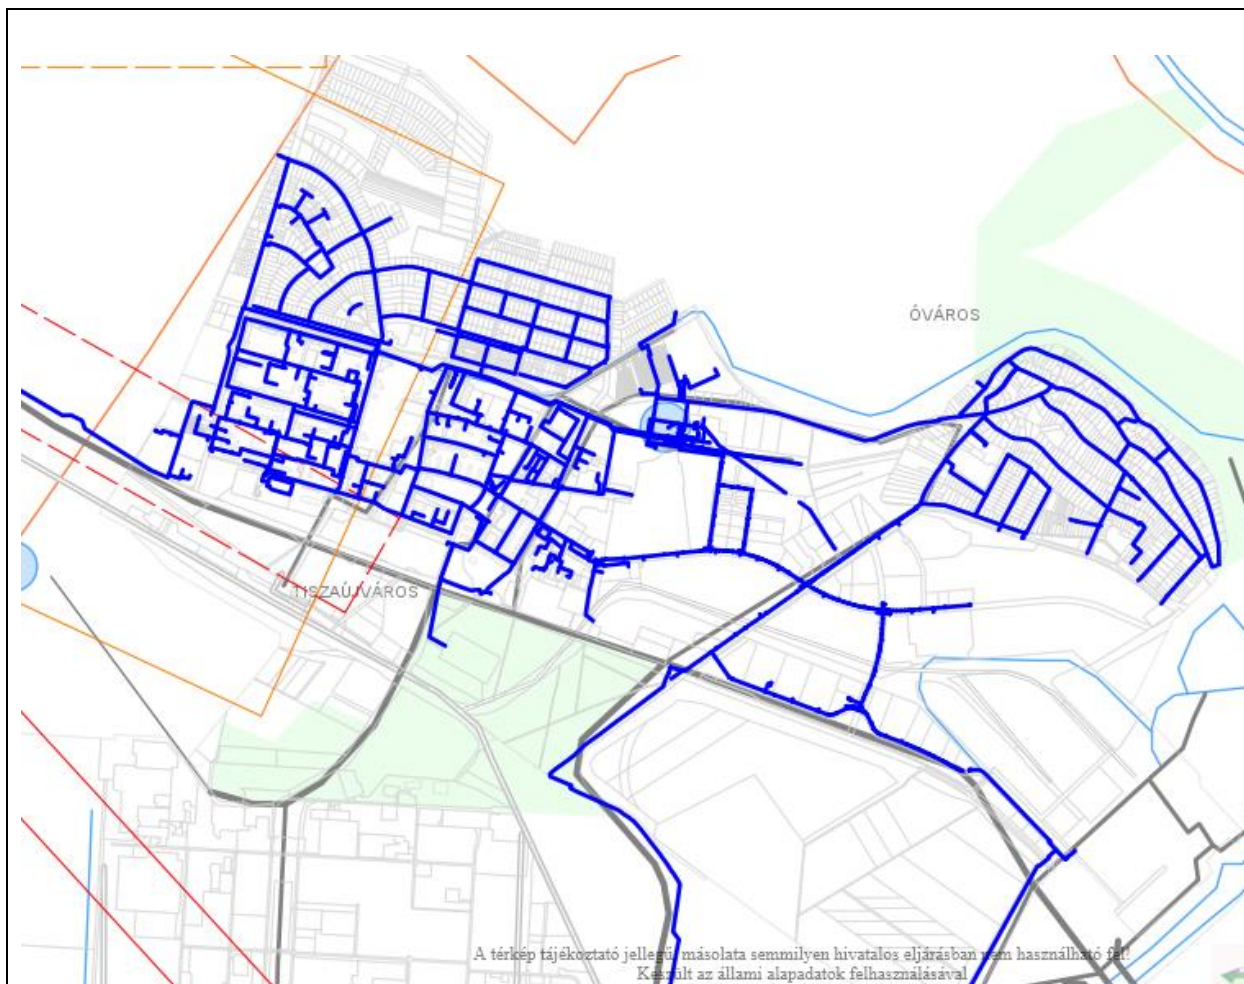 ÓVÁROS
TISZAÚJVÁROS
A térkép tájékoztató jellegű, másolata semmilyen hivatalos eljárásban nem használható fel!
Készült az állami alapadatok felhasználásával